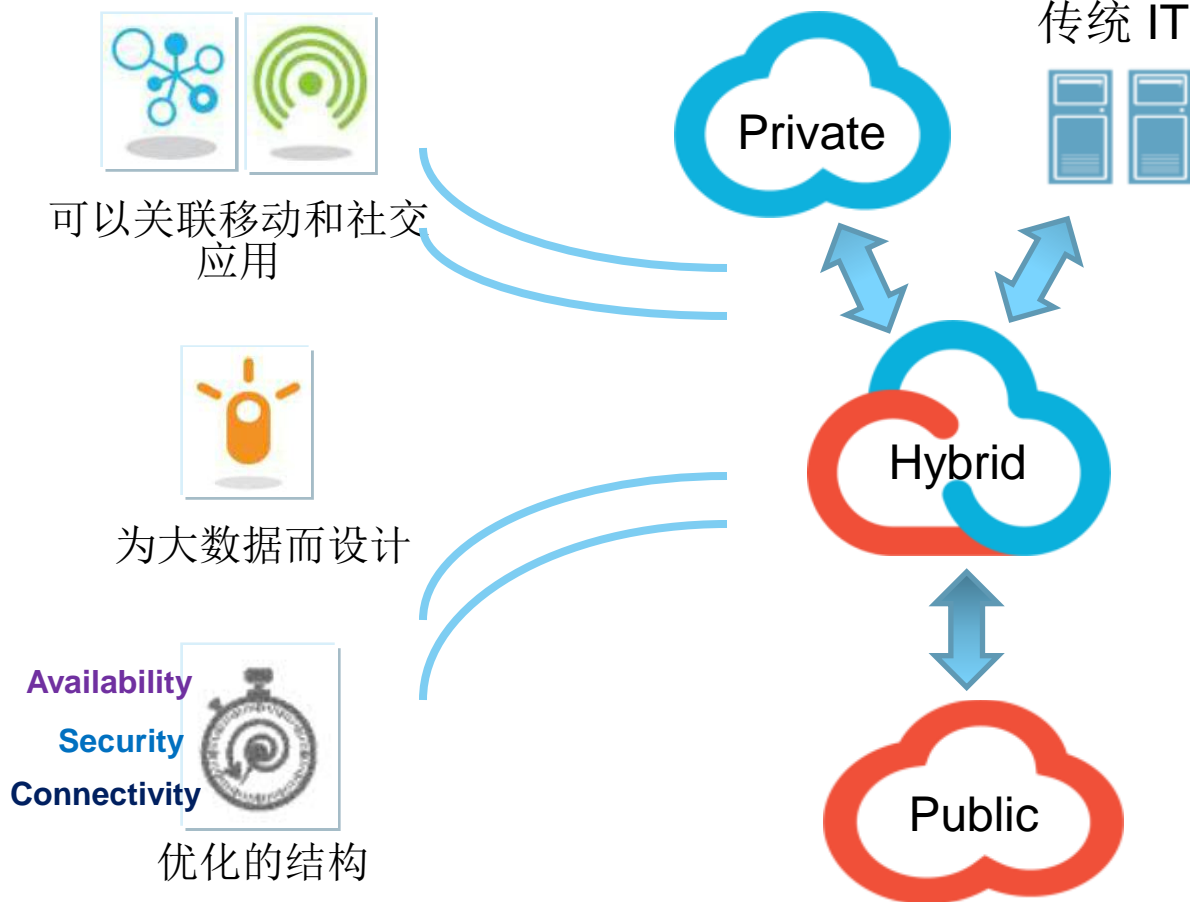 传统 IT
Private
可以关联移动和社交
应用
Hybrid
为大数据而设计
Availability
Security
Connectivity
Public
优化的结构